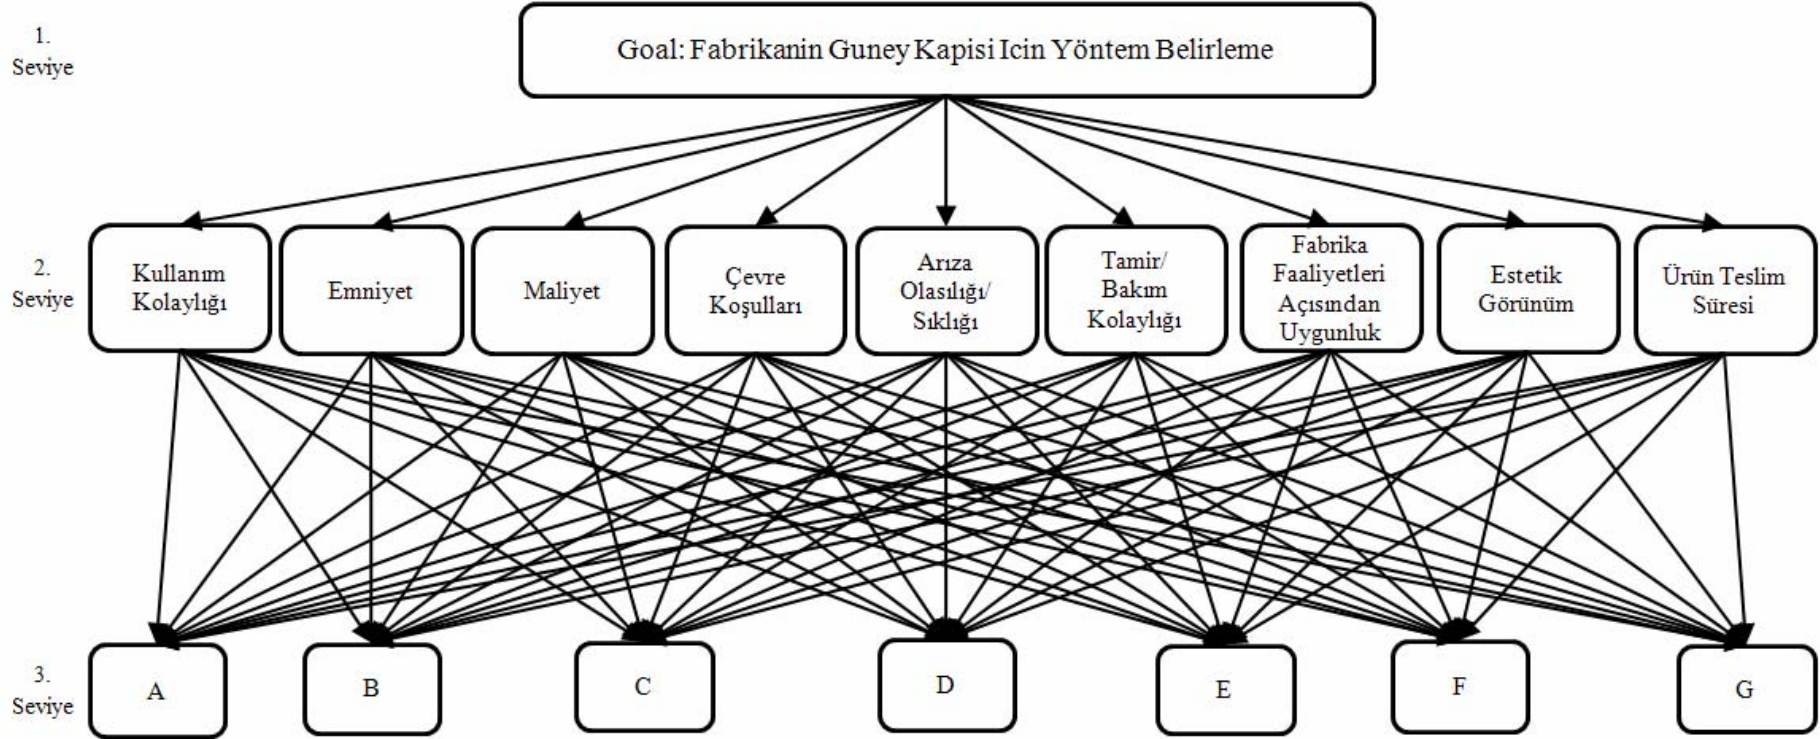 1.
Seviye
Goal: Fabrikanin Guney Kapisi Icin Yöntem Belirleme
2.
Seviye
Kullanım
Kolaylığı
Emniyet
Maliyet
Çevre
Koşulları
Arıza
Olasılığı/
Sıklığı
Tamir/
Bakım
Kolaylığı
Fabrika
Faaliyetleri
Açısından
Uygunluk
Estetik
Görünüm
Ürün Teslim
Süresi
3.
Seviye
A
B
C
D
E
F
G